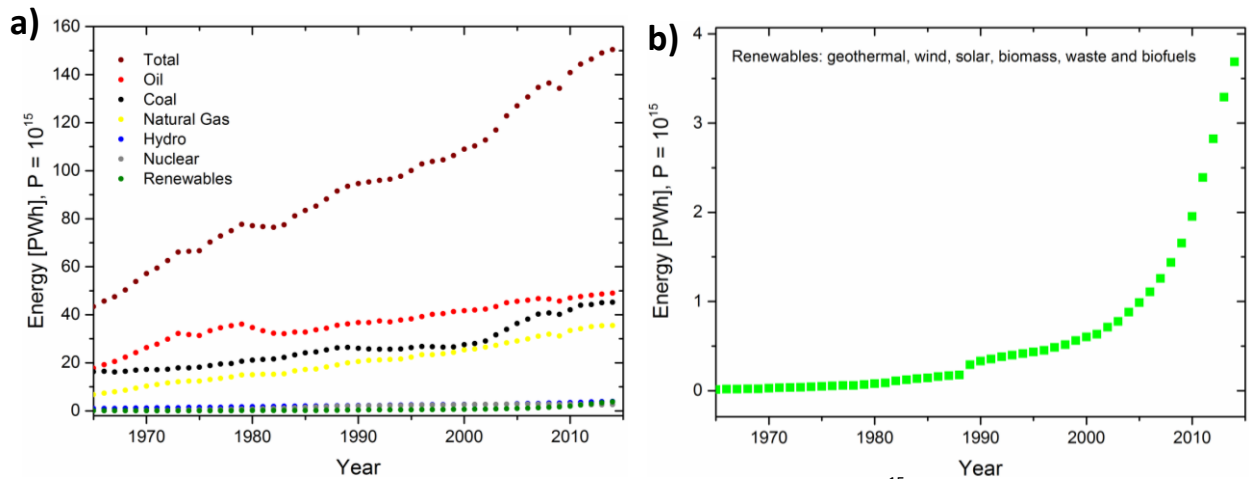 a)
160
140
120
100
80
60
40
20
0
Energy [PWh], P = 10¹⁵
Total
Oil
Coal
Natural Gas
Hydro
Nuclear
Renewables
1970 1980 1990 2000 2010
Year
b)
4
3
2
1
0
Energy [PWh], P = 10¹⁵
Renewables: geothermal, wind, solar, biomass, waste and biofuels
1970 1980 1990 2000 2010
Year
15